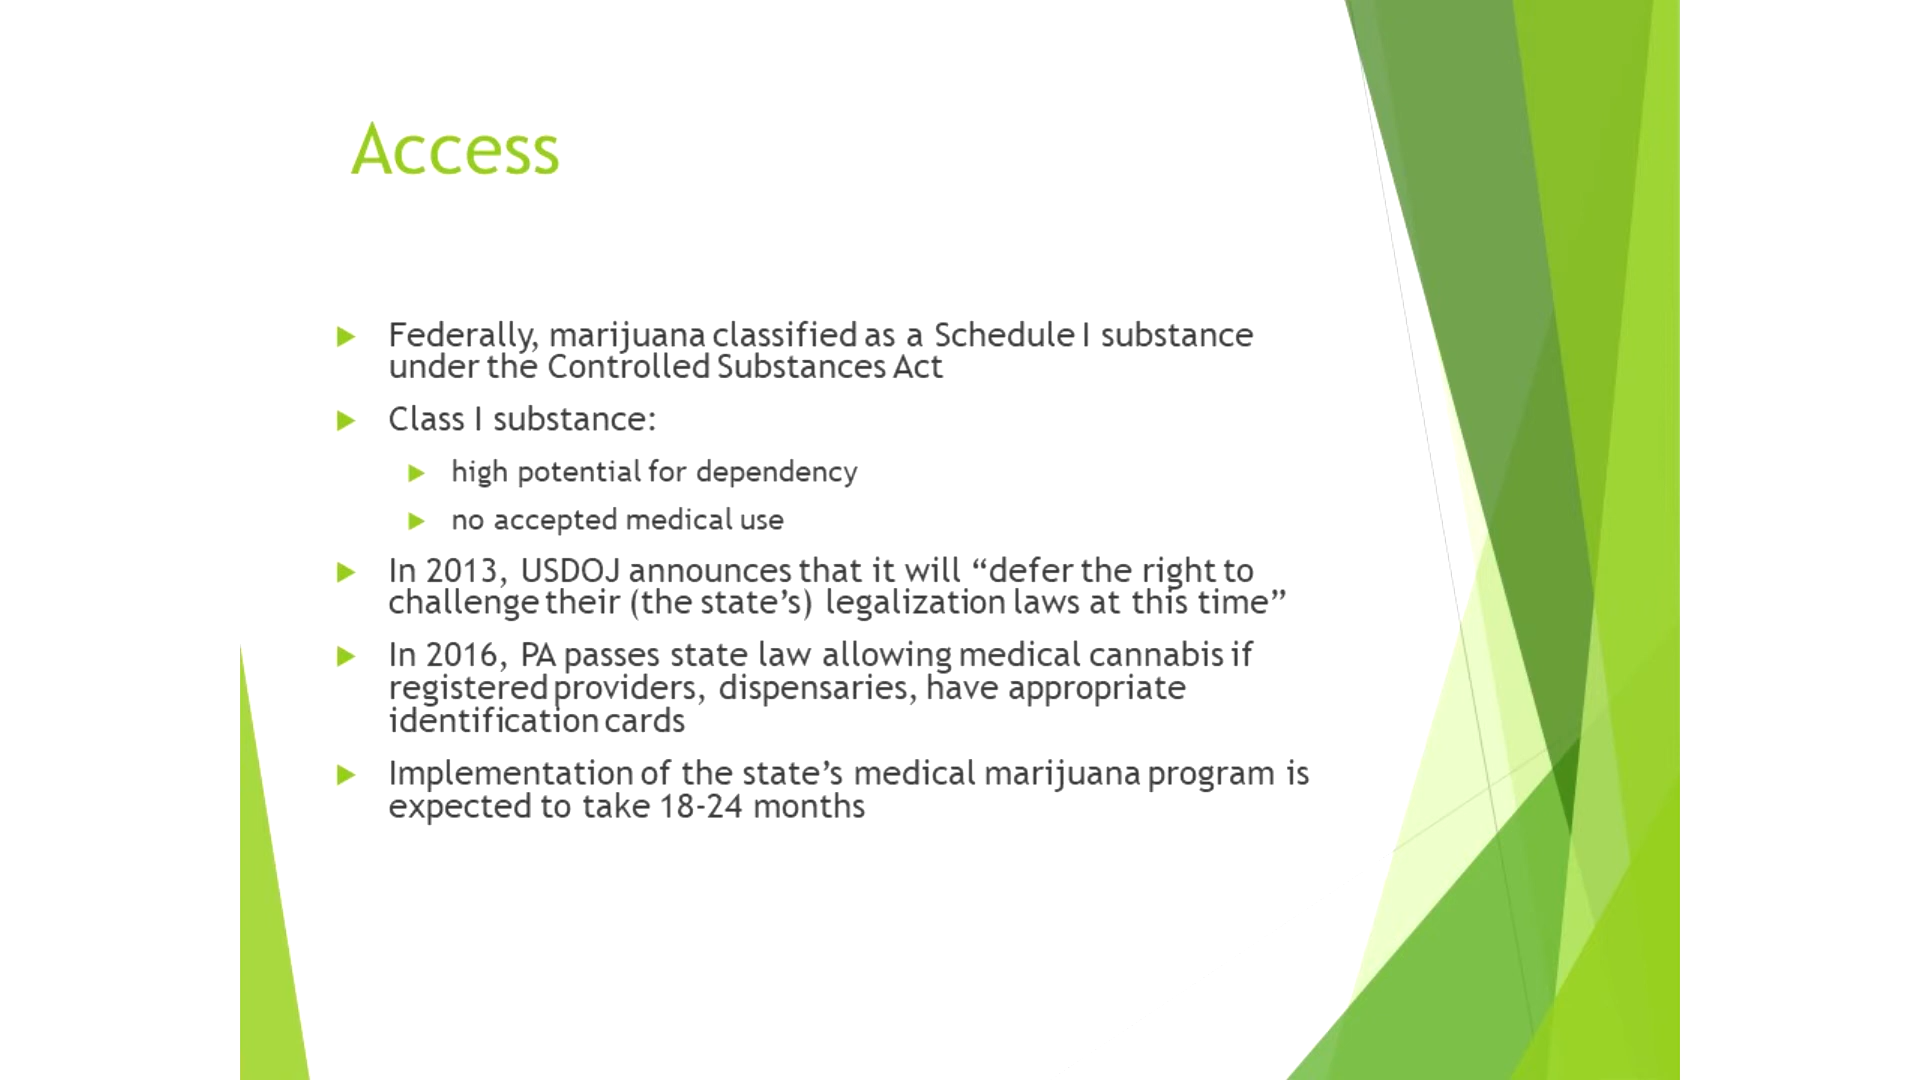 Access
Federally, marijuana classified as a Schedule I substance
under the Controlled Substances Act
Class I substance:
high potential for dependency
no accepted medical use
In 2013, USDOJ announces that it will “defer the right to
challenge their (the state’s) legalization laws at this time”
In 2016, PA passes state law allowing medical cannabis if
registered providers, dispensaries, have appropriate
identification cards
Implementation of the state’s medical marijuana program is
expected to take 18-24 months